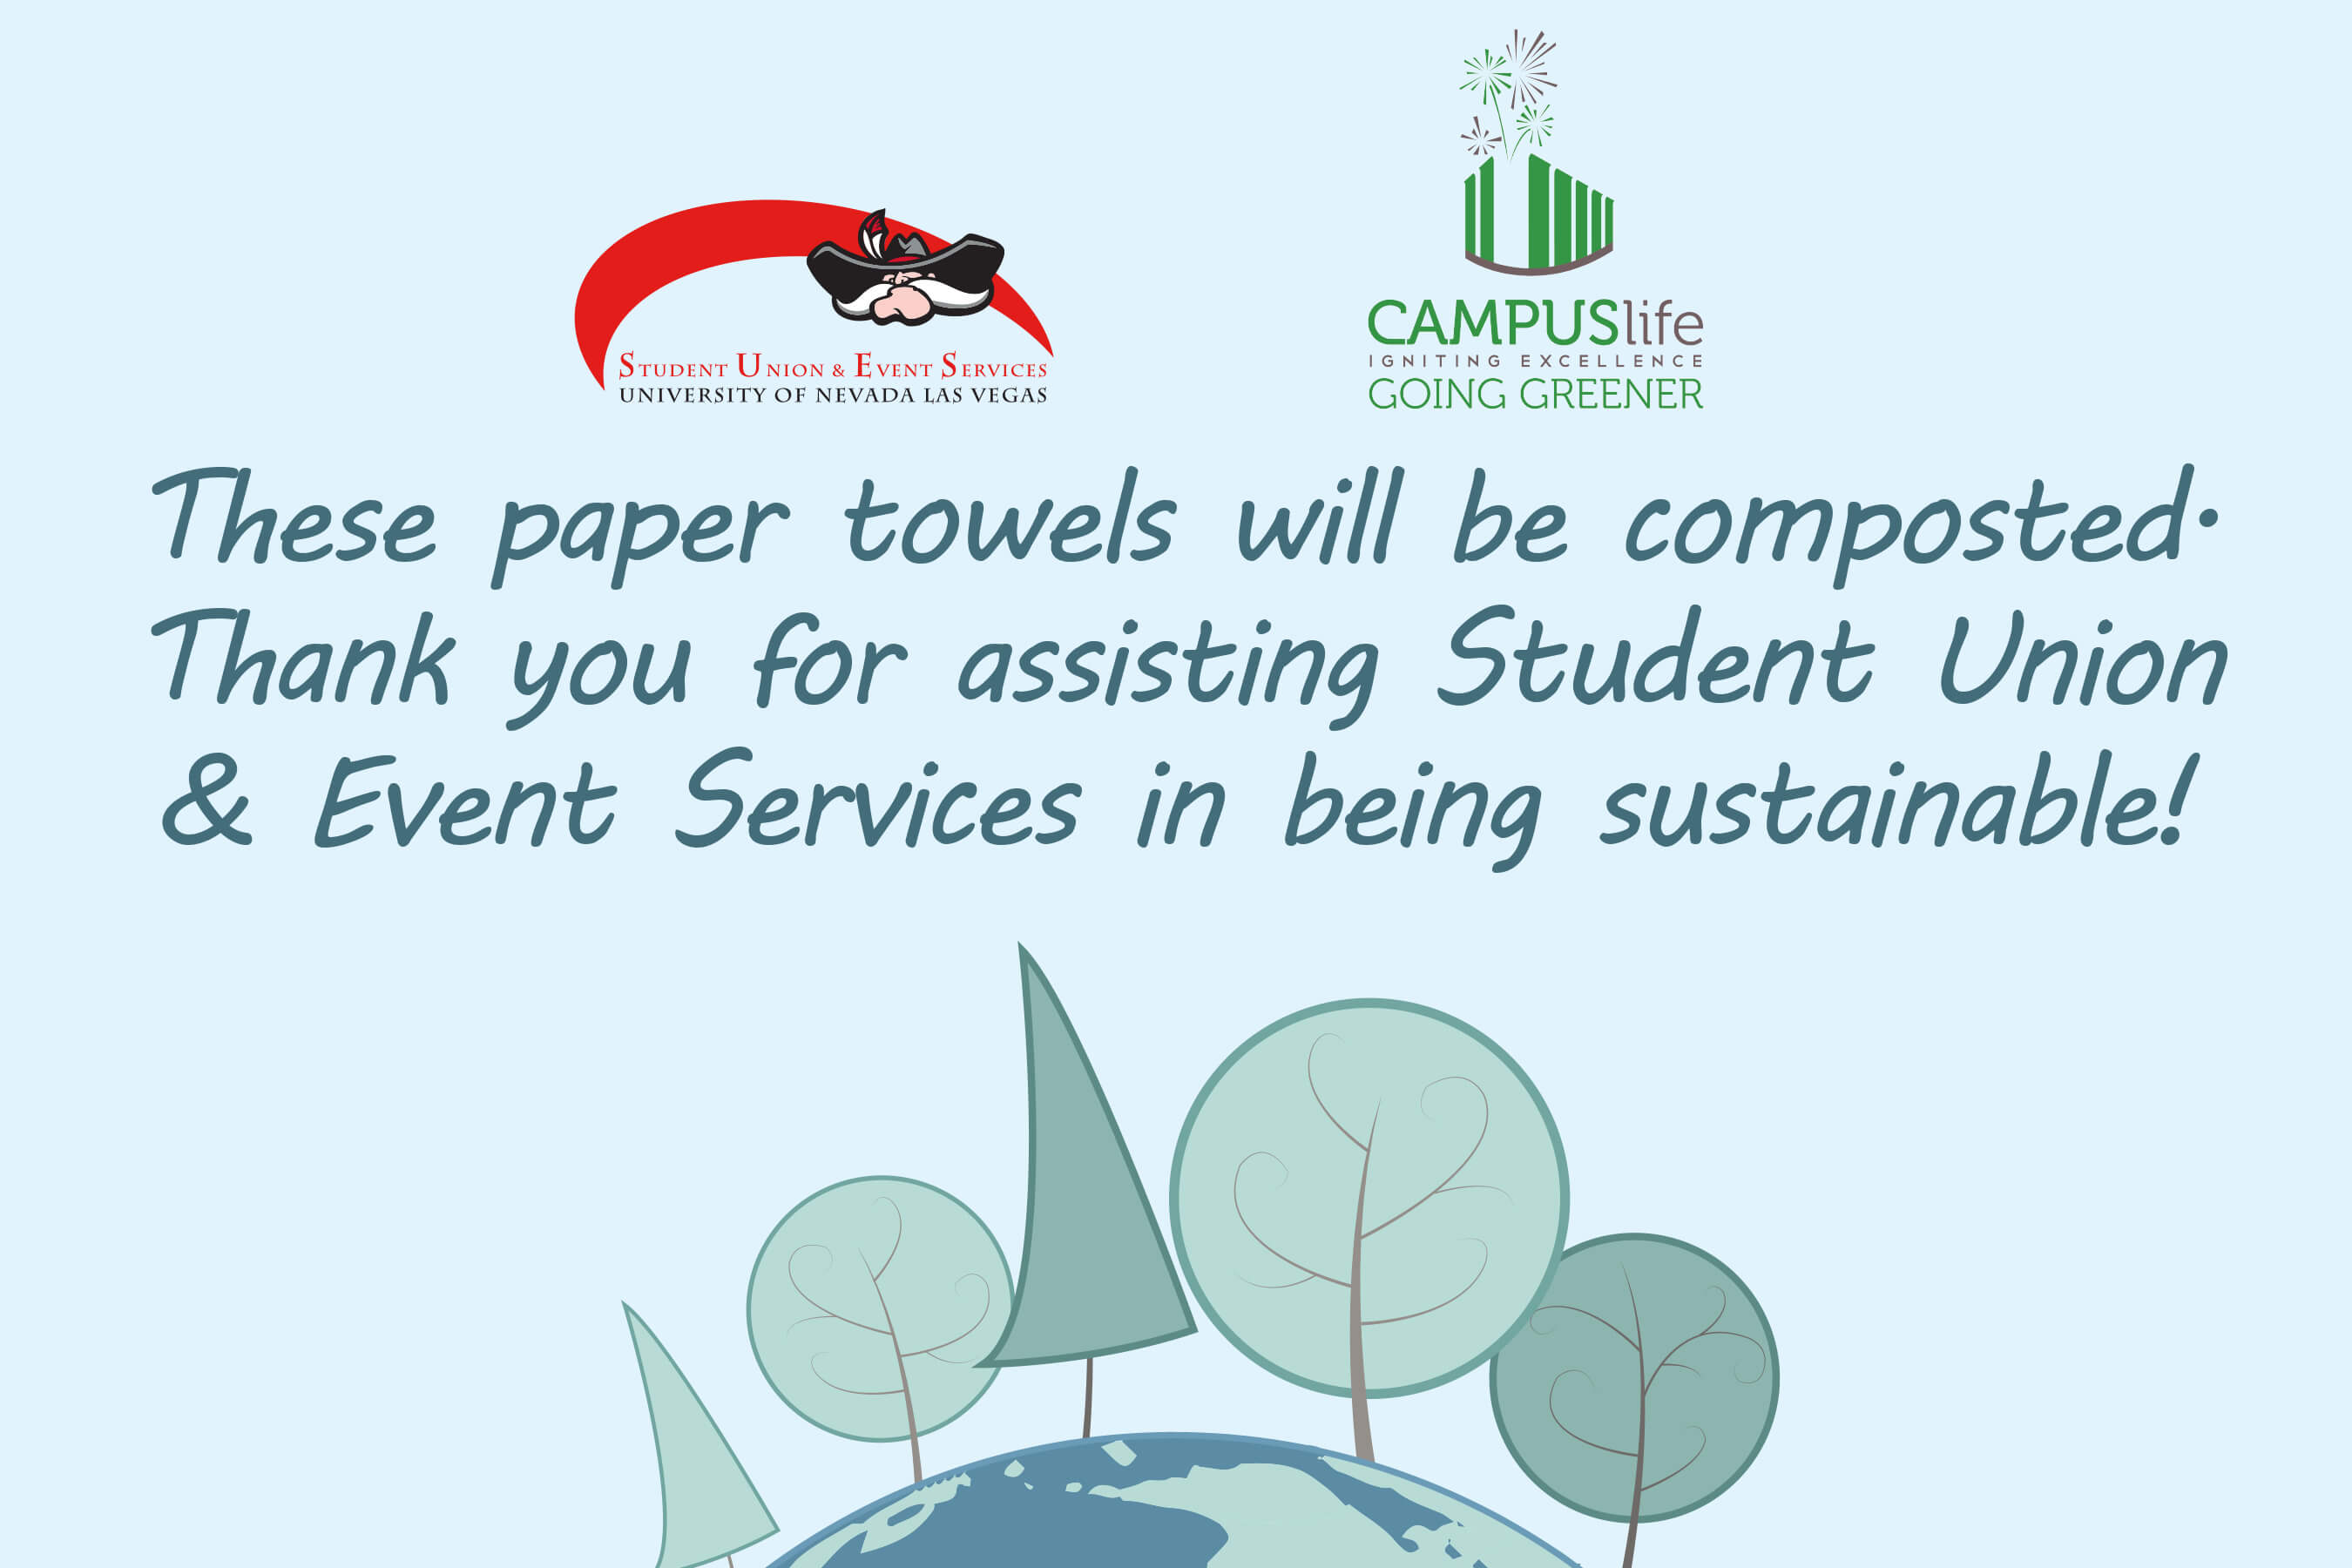 STUDENT UNION & EVENT SERVICES
UNIVERSITY OF NEVADA LAS VEGAS
CAMPUSlife
IGNITING EXCELLENCE
GOING GREENER
These paper towels will be composted.
Thank you for assisting Student Union
& Event Services in being sustainable!